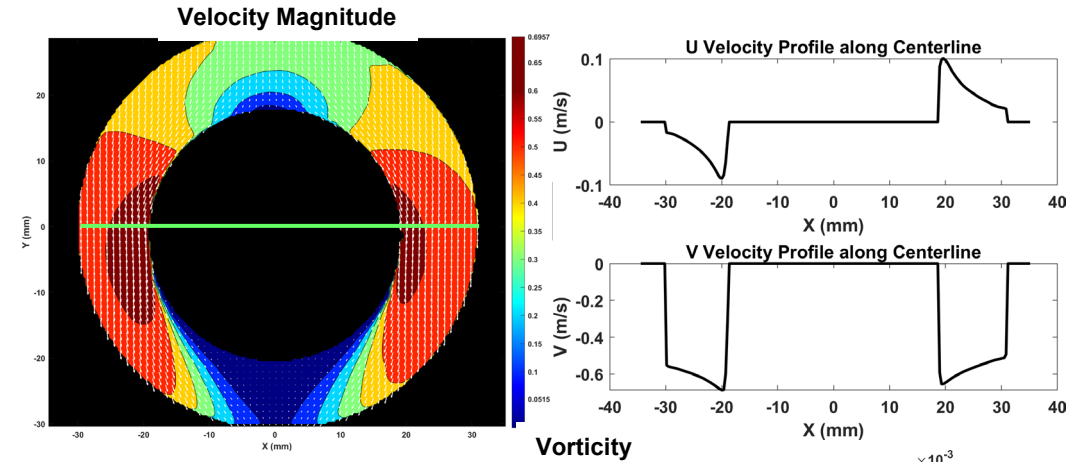 Velocity Magnitude
20
10
0
-10
-20
-30
Y (mm)
-30
-20
-10
0
10
20
30
X (mm)
0.6957
0.65
0.6
0.55
0.5
0.45
0.4
0.35
0.3
0.25
0.2
0.15
0.1
0.0515
U Velocity Profile along Centerline
0.1
0
-0.1
U (m/s)
-40 -30 -20 -10 0 10 20 30 40
X (mm)
V Velocity Profile along Centerline
0
-0.2
-0.4
-0.6
V (m/s)
-40 -30 -20 -10 0 10 20 30 40
X (mm)
Vorticity
×10-3